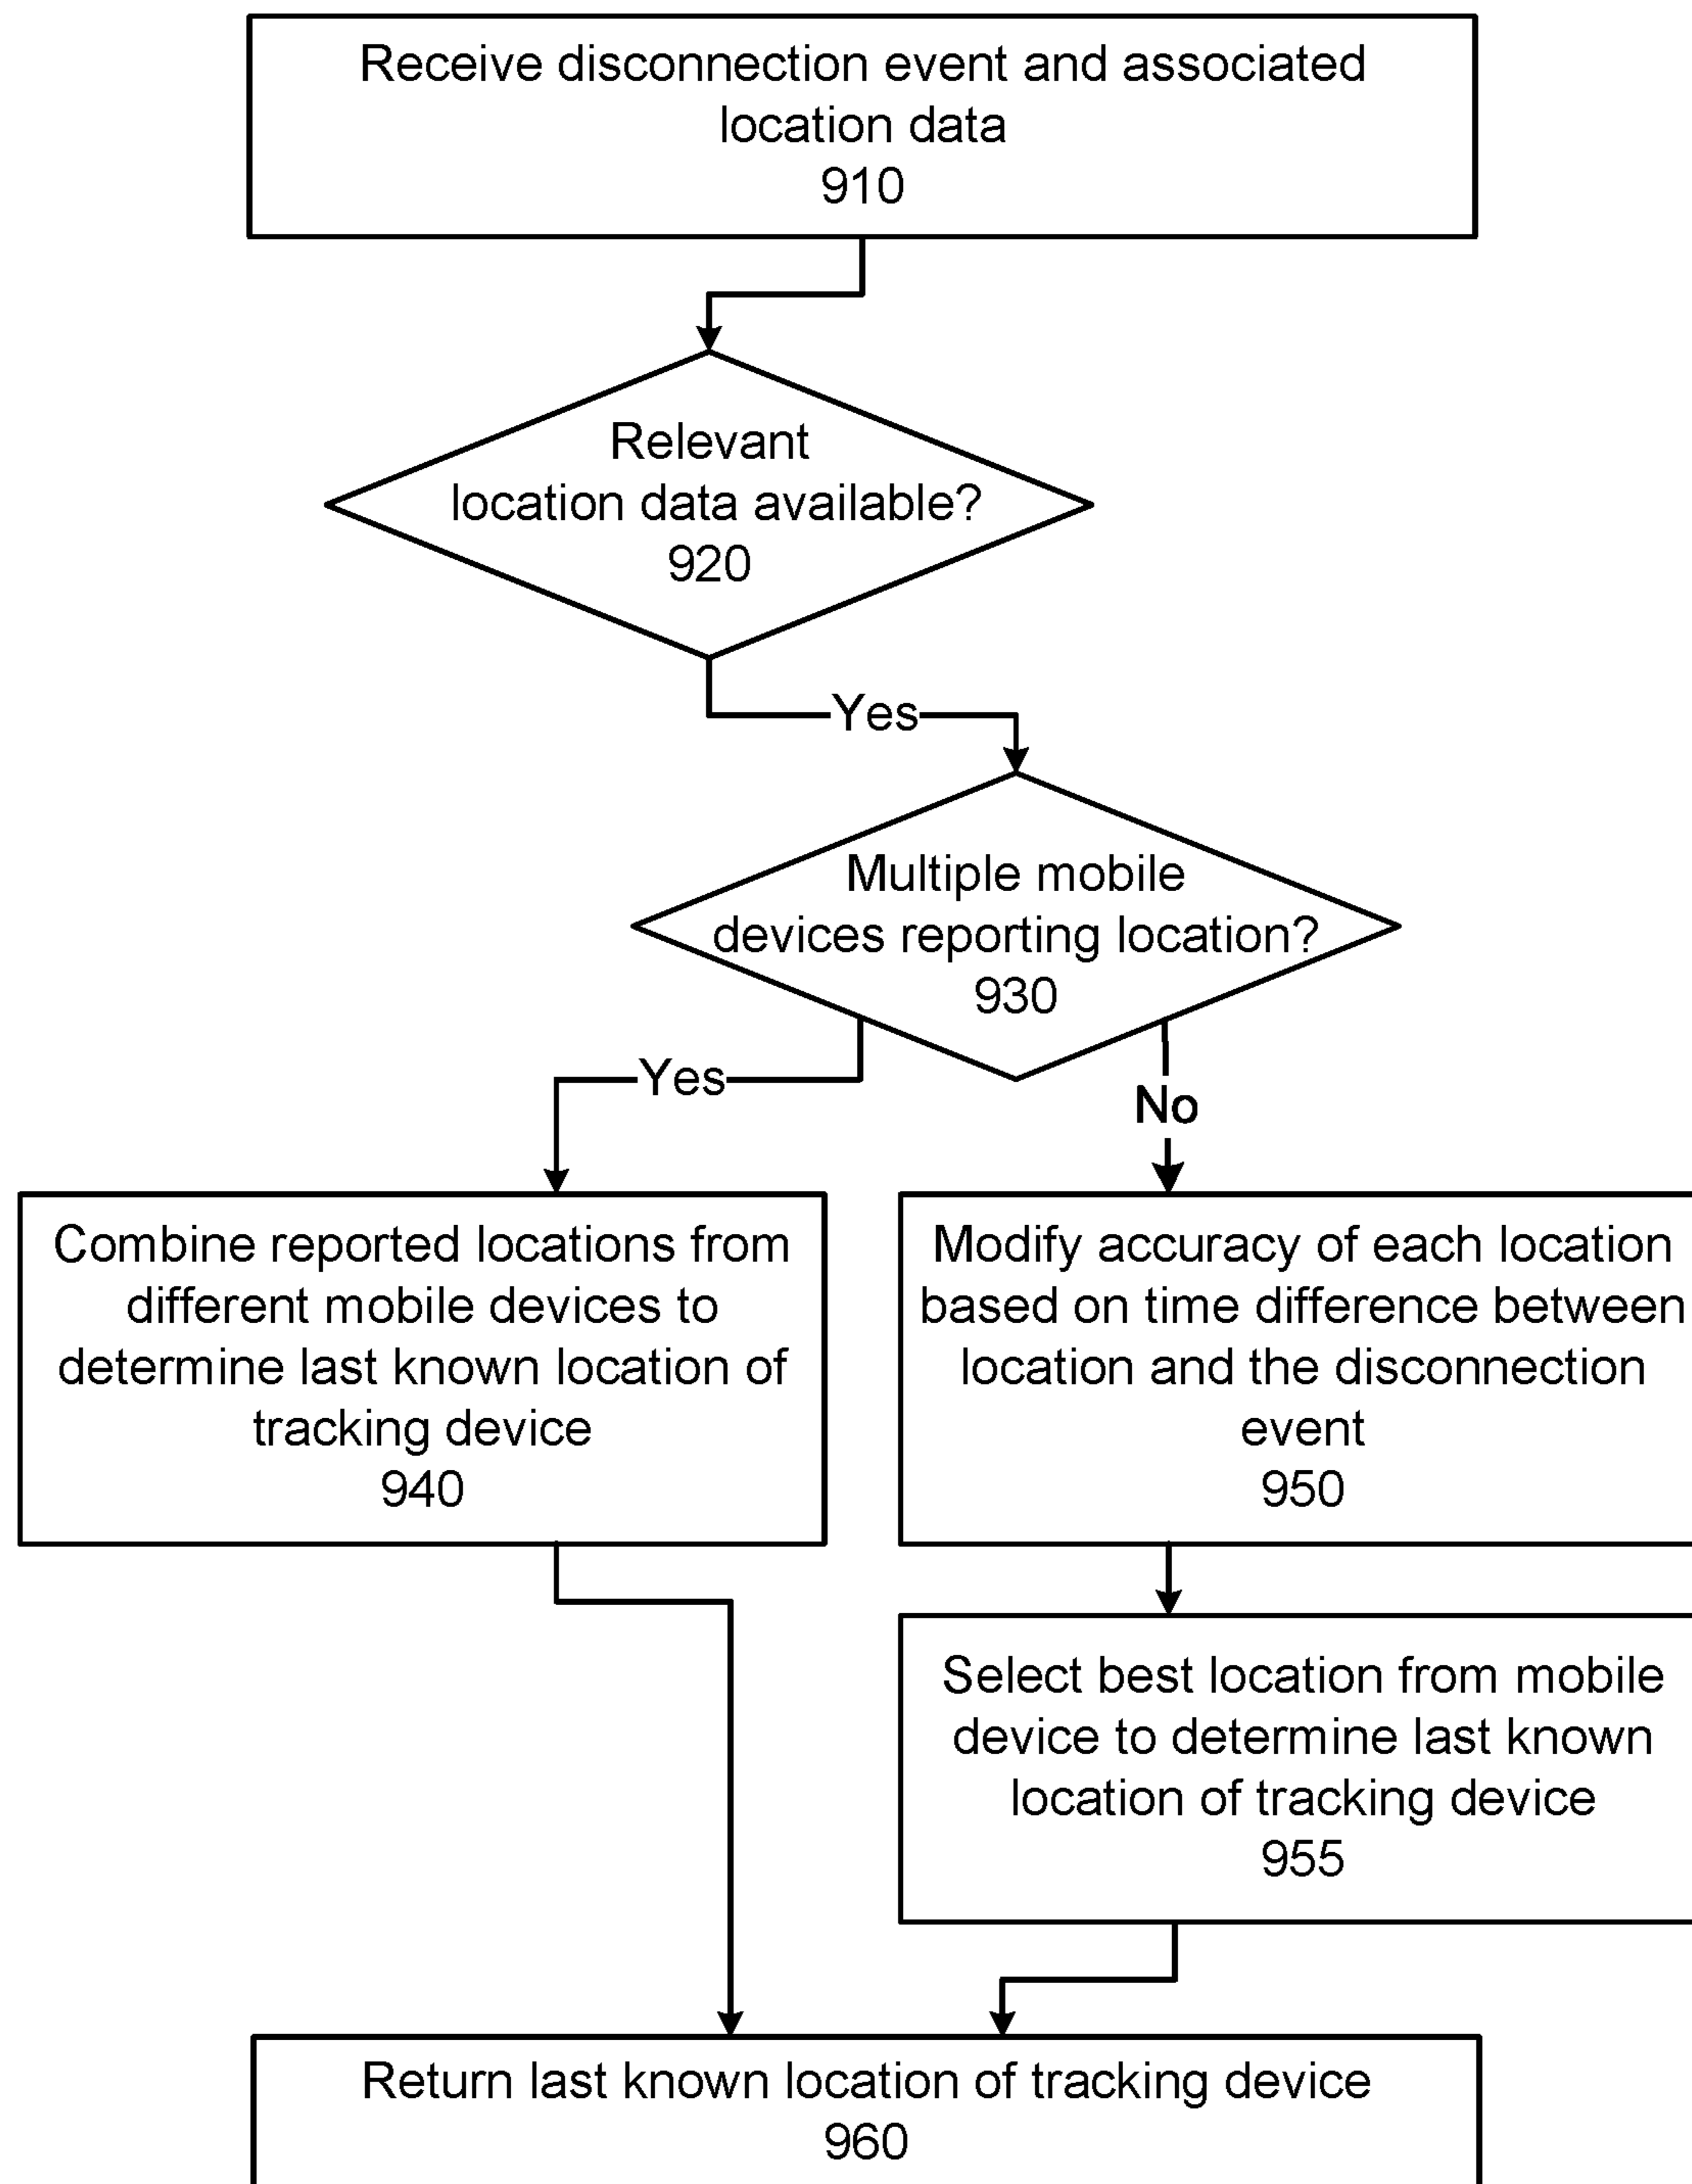 Receive disconnection event and associated
location data
910
Relevant
location data available?
920
Yes
Multiple mobile
devices reporting location?
930
Yes
No
Combine reported locations from
different mobile devices to
determine last known location of
tracking device
940
Modify accuracy of each location
based on time difference between
location and the disconnection
event
950
Select best location from mobile
device to determine last known
location of tracking device
955
Return last known location of tracking device
960